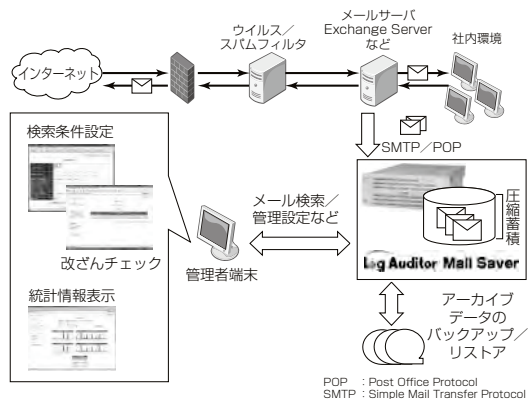 メールサーバ
Exchange Server
など
ウイルス／
スパムフィルタ
社内環境
インターネット
検索条件設定
改ざんチェック
統計情報表示
SMTP／POP
メール検索／
管理設定など
管理者端末
圧縮蓄積
Log Auditor Mail Saver
アーカイブ
データの
バックアップ／
リストア
POP ：Post Office Protocol
SMTP ：Simple Mail Transfer Protocol